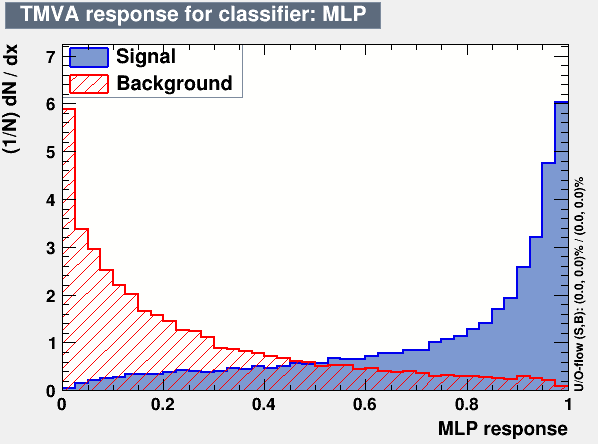 TMVA response for classifier: MLP
(1/N) dN / dx
Signal
Background
7
6
5
4
3
2
1
0
0 0.2 0.4 0.6 0.8 1
MLP response
U/O-flow (S,B): (0.0, 0.0)% / (0.0, 0.0)%